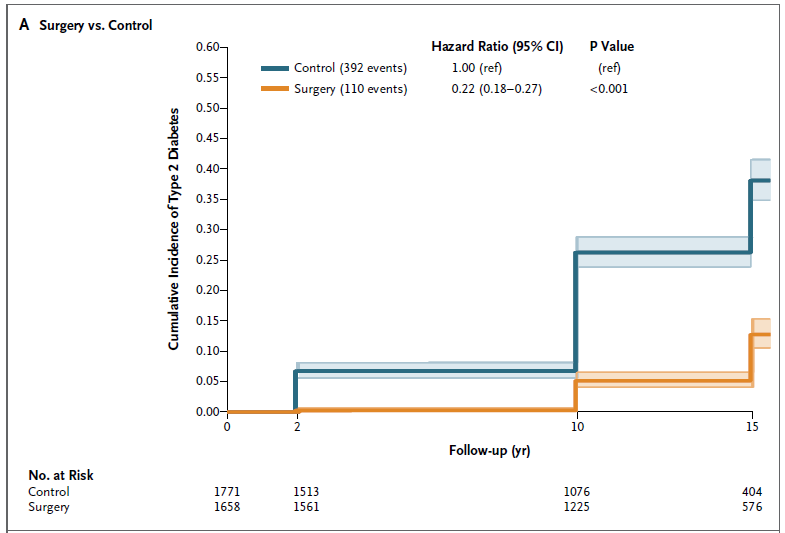 A Surgery vs. Control
Hazard Ratio (95% CI) P Value
Control (392 events) 1.00 (ref) (ref)
Surgery (110 events) 0.22 (0.18–0.27) <0.001
Cumulative Incidence of Type 2 Diabetes
0.60
0.55
0.50
0.45
0.40
0.35
0.30
0.25
0.20
0.15
0.10
0.05
0.00
0 2 10 15
Follow-up (yr)
No. at Risk
Control 1771 1513 1076 404
Surgery 1658 1561 1225 576